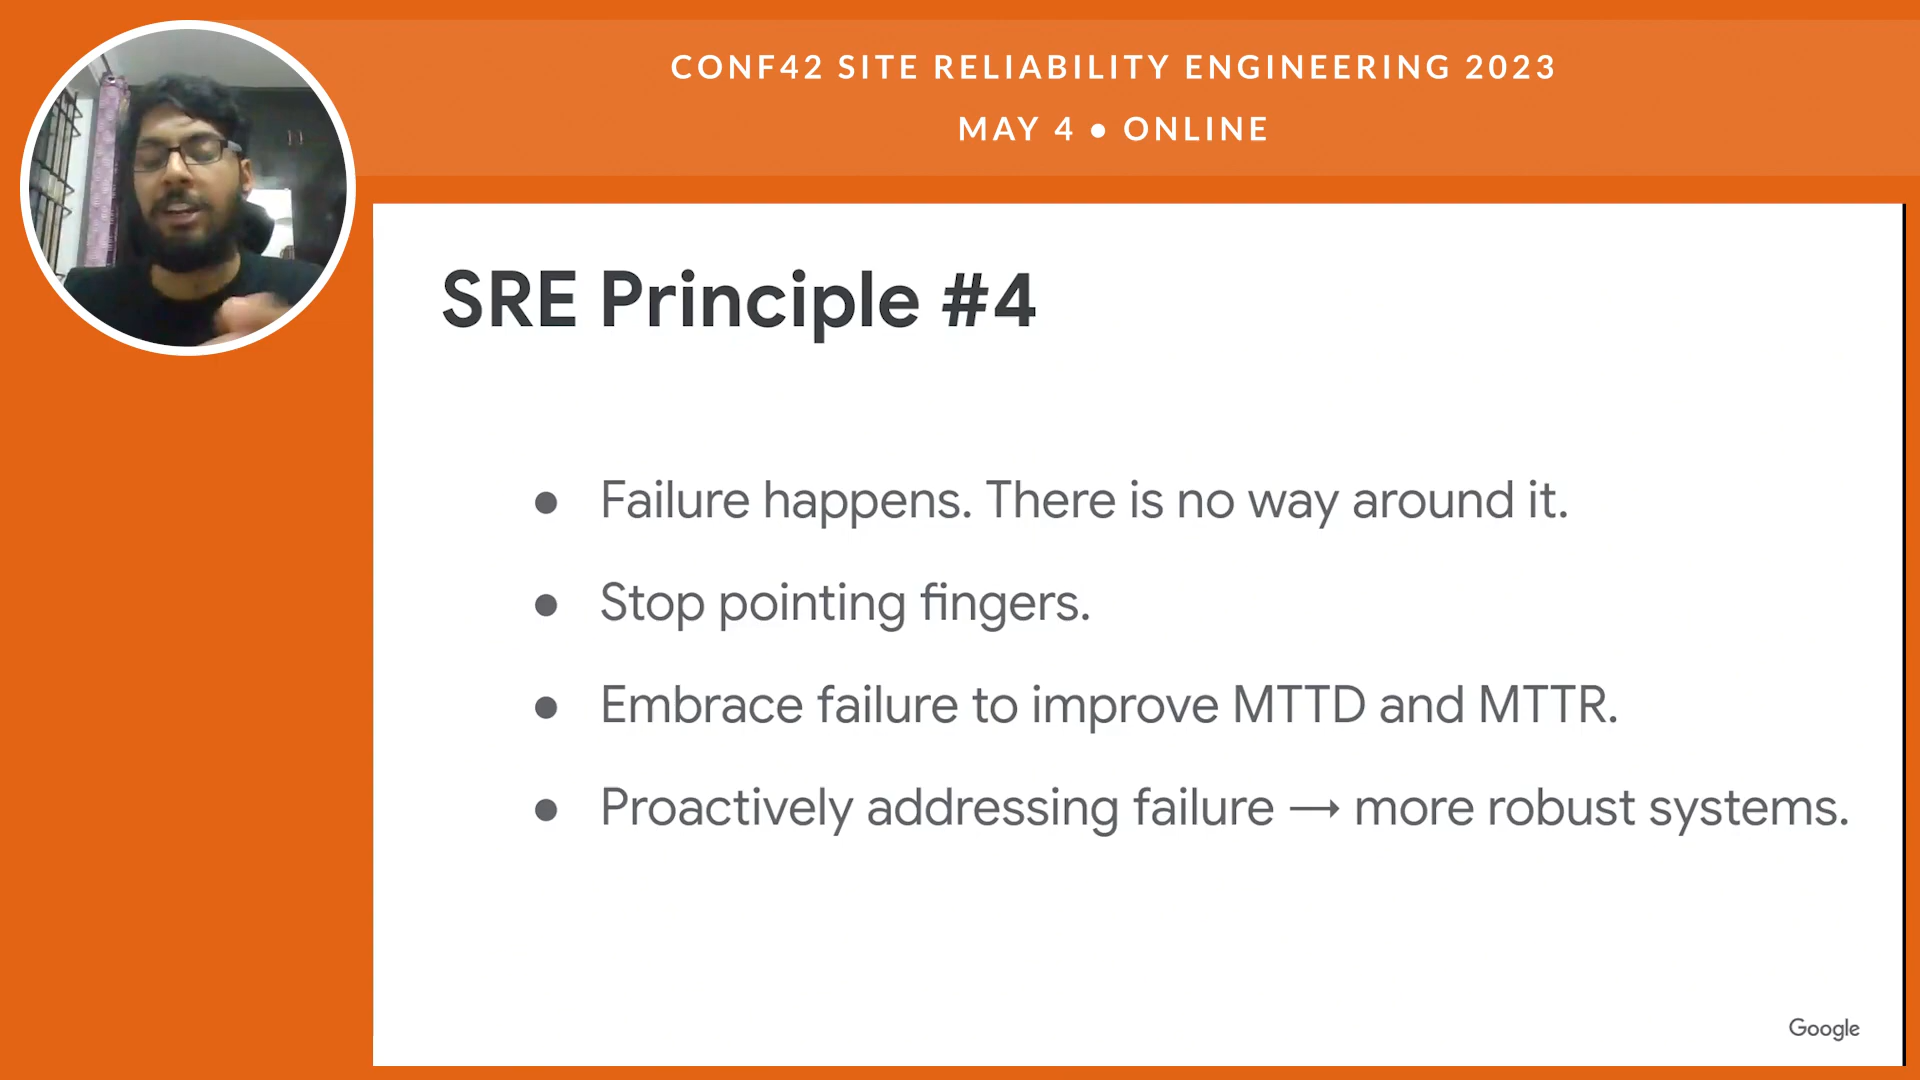 CONF42 SITE RELIABILITY ENGINEERING 2023
MAY 4 ● ONLINE
SRE Principle #4
● Failure happens. There is no way around it.
● Stop pointing fingers.
● Embrace failure to improve MTTD and MTTR.
● Proactively addressing failure → more robust systems.
Google